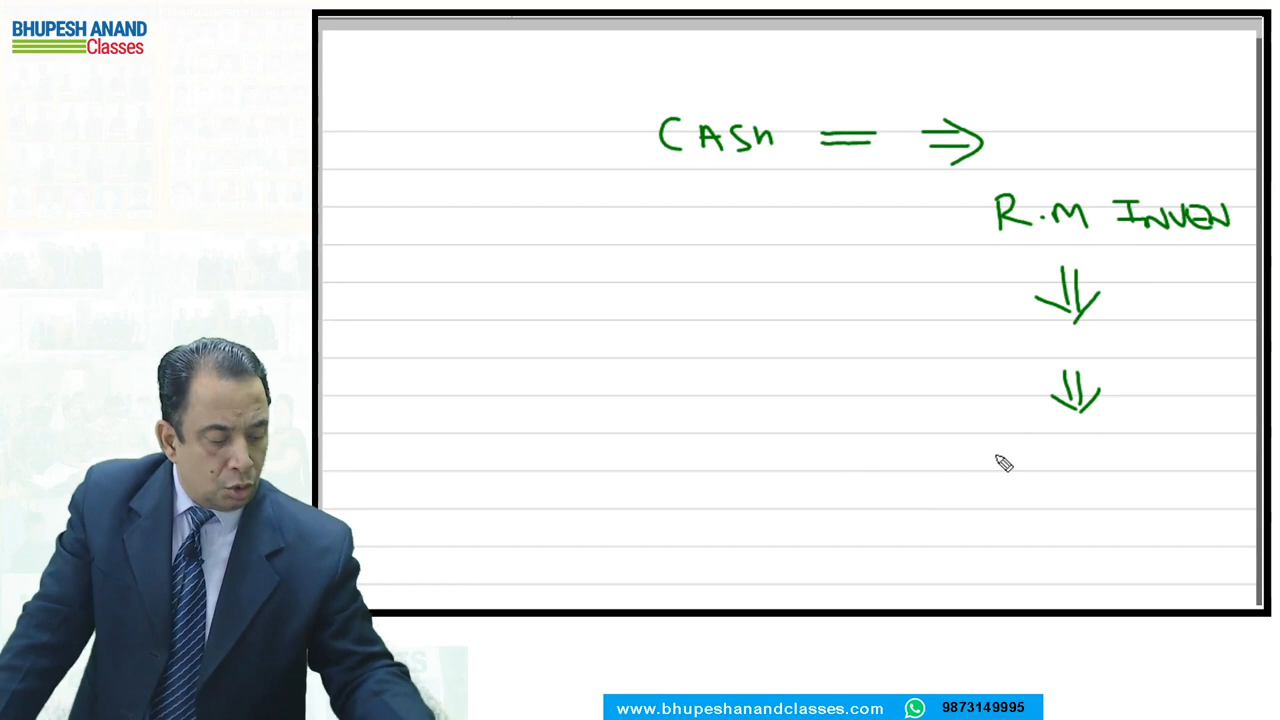 BHUPESH ANAND
Classes
CASH = ⇒
R.M INVEN
⇓
⇓
www.bhupeshanandclasses.com 9873149995